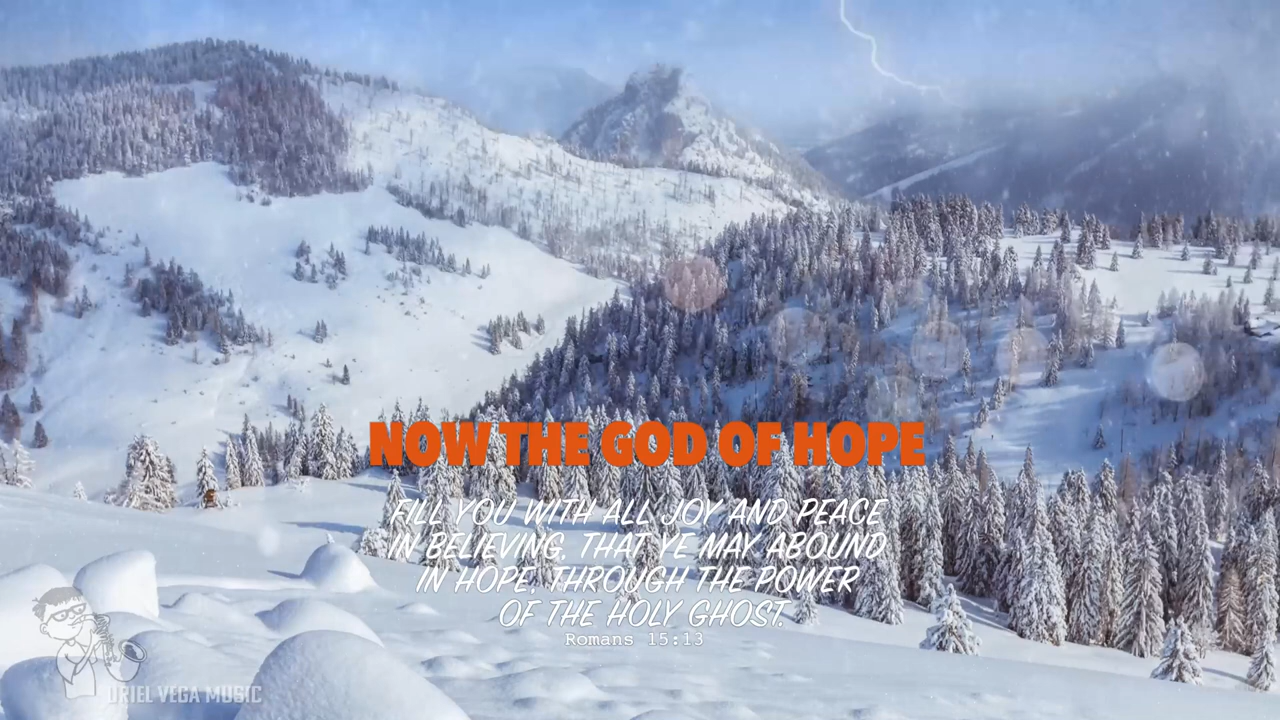 NOW THE GOD OF HOPE
FILL YOU WITH ALL JOY AND PEACE
IN BELIEVING, THAT YE MAY ABOUND
IN HOPE, THROUGH THE POWER
OF THE HOLY GHOST.
Romans 15:13
URIEL VEGA MUSIC